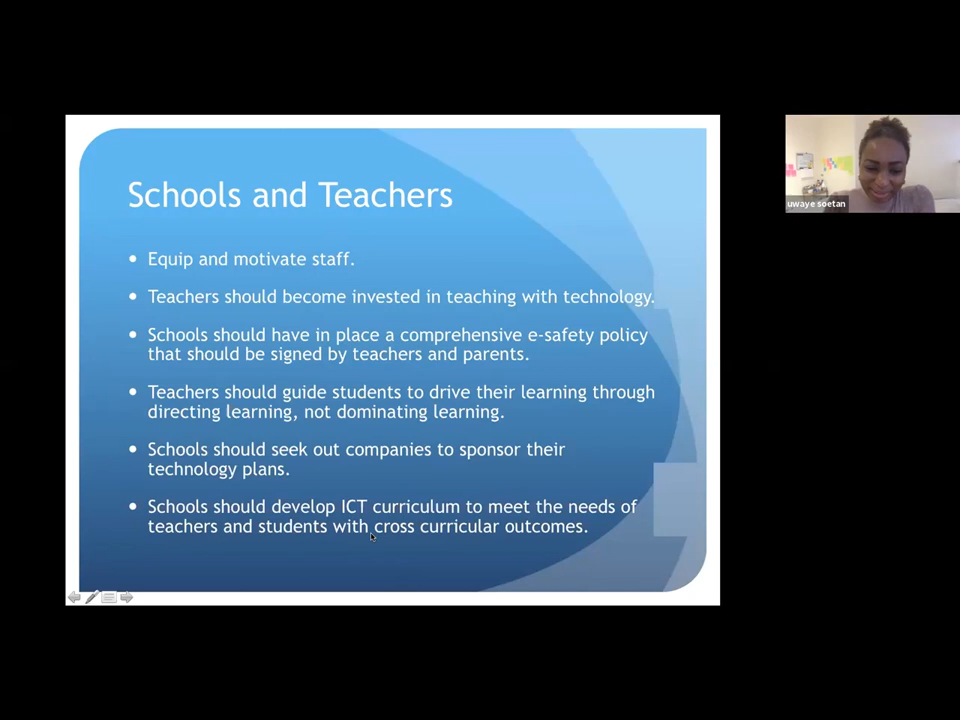 Schools and Teachers
• Equip and motivate staff.
• Teachers should become invested in teaching with technology.
• Schools should have in place a comprehensive e-safety policy
that should be signed by teachers and parents.
• Teachers should guide students to drive their learning through
directing learning, not dominating learning.
• Schools should seek out companies to sponsor their
technology plans.
• Schools should develop ICT curriculum to meet the needs of
teachers and students with cross curricular outcomes.
uwaye soetan